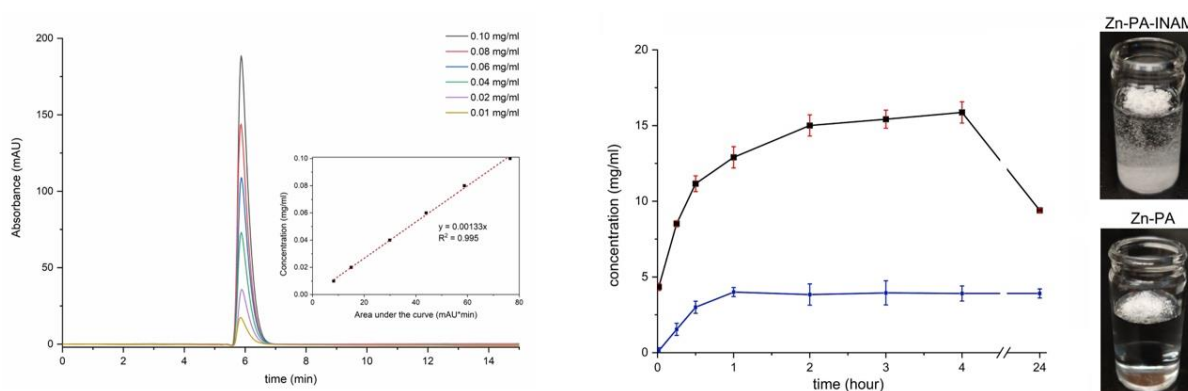 200
150
100
50
0
Absorbance (mAU)
0.10 mg/ml
0.08 mg/ml
0.06 mg/ml
0.04 mg/ml
0.02 mg/ml
0.01 mg/ml
0.10
0.08
0.06
0.04
0.02
0.00
Concentration (mg/ml)
y = 0.00133x
R² = 0.995
0 20 40 60 80
Area under the curve (mAU*min)
0 2 4 6 8 10 12 14
time (min)
20
15
10
5
0
concentration (mg/ml)
0 1 2 3 4 24
time (hour)
Zn-PA-INAM
Zn-PA